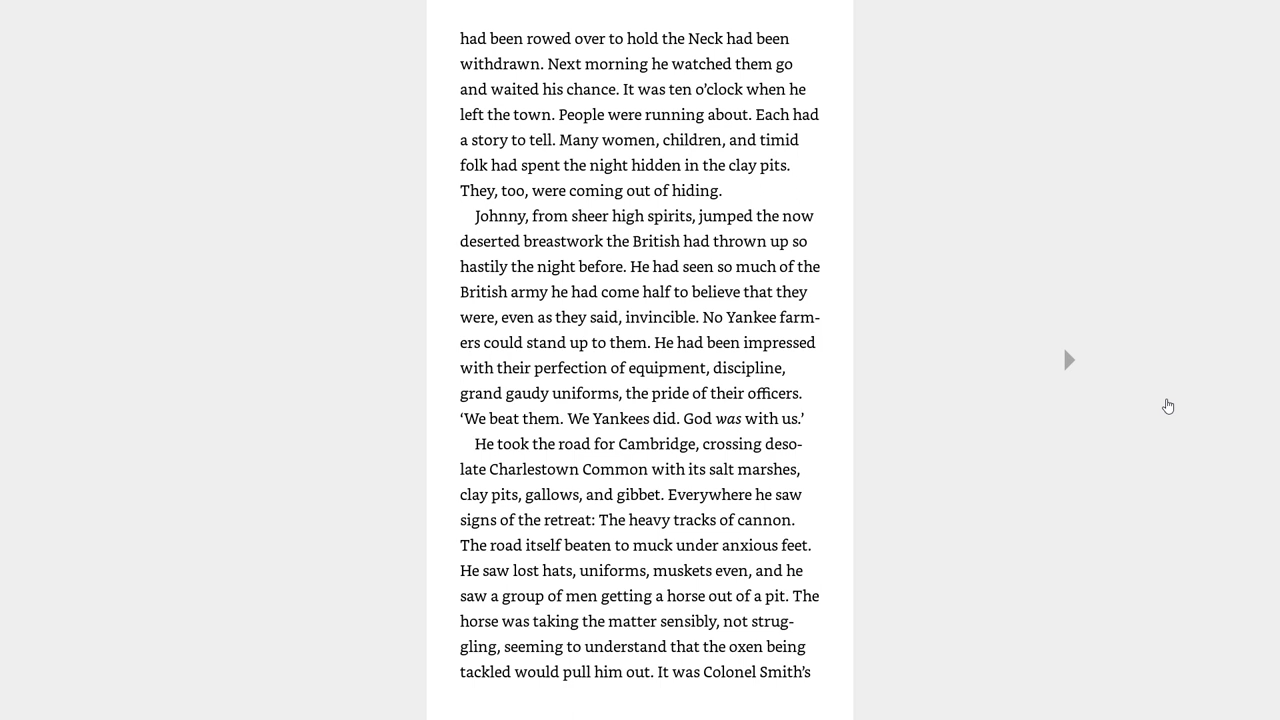 had been rowed over to hold the Neck had been
withdrawn. Next morning he watched them go
and waited his chance. It was ten o’clock when he
left the town. People were running about. Each had
a story to tell. Many women, children, and timid
folk had spent the night hidden in the clay pits.
They, too, were coming out of hiding.
Johnny, from sheer high spirits, jumped the now
deserted breastwork the British had thrown up so
hastily the night before. He had seen so much of the
British army he had come half to believe that they
were, even as they said, invincible. No Yankee farm-
ers could stand up to them. He had been impressed
with their perfection of equipment, discipline,
grand gaudy uniforms, the pride of their officers.
‘We beat them. We Yankees did. God was with us.’
He took the road for Cambridge, crossing deso-
late Charlestown Common with its salt marshes,
clay pits, gallows, and gibbet. Everywhere he saw
signs of the retreat: The heavy tracks of cannon.
The road itself beaten to muck under anxious feet.
He saw lost hats, uniforms, muskets even, and he
saw a group of men getting a horse out of a pit. The
horse was taking the matter sensibly, not strug-
gling, seeming to understand that the oxen being
tackled would pull him out. It was Colonel Smith’s